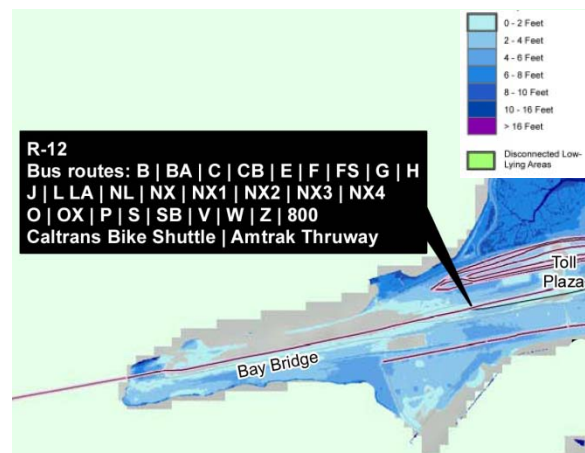 0 - 2 Feet
2 - 4 Feet
4 - 6 Feet
6 - 8 Feet
8 - 10 Feet
10 - 16 Feet
> 16 Feet
Disconnected Low-
Lying Areas
R-12
Bus routes: B | BA | C | CB | E | F | FS | G | H
J | L LA | NL | NX | NX1 | NX2 | NX3 | NX4
O | OX | P | S | SB | V | W | Z | 800
Caltrans Bike Shuttle | Amtrak Thruway
Toll
Plaza
Bay Bridge